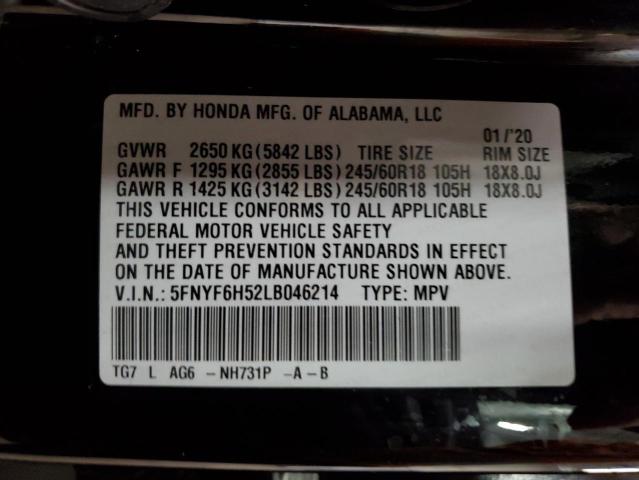 MFD. BY HONDA MFG. OF ALABAMA, LLC
01/'20
GVWR 2650 KG (5842 LBS) TIRE SIZE RIM SIZE
GAWR F 1295 KG (2855 LBS) 245/60R18 105H 18X8.0J
GAWR R 1425 KG (3142 LBS) 245/60R18 105H 18X8.0J
THIS VEHICLE CONFORMS TO ALL APPLICABLE
FEDERAL MOTOR VEHICLE SAFETY
AND THEFT PREVENTION STANDARDS IN EFFECT
ON THE DATE OF MANUFACTURE SHOWN ABOVE.
V.I.N.: 5FNYF6H52LB046214 TYPE: MPV
TG7 L AG6 - NH731P -A-B